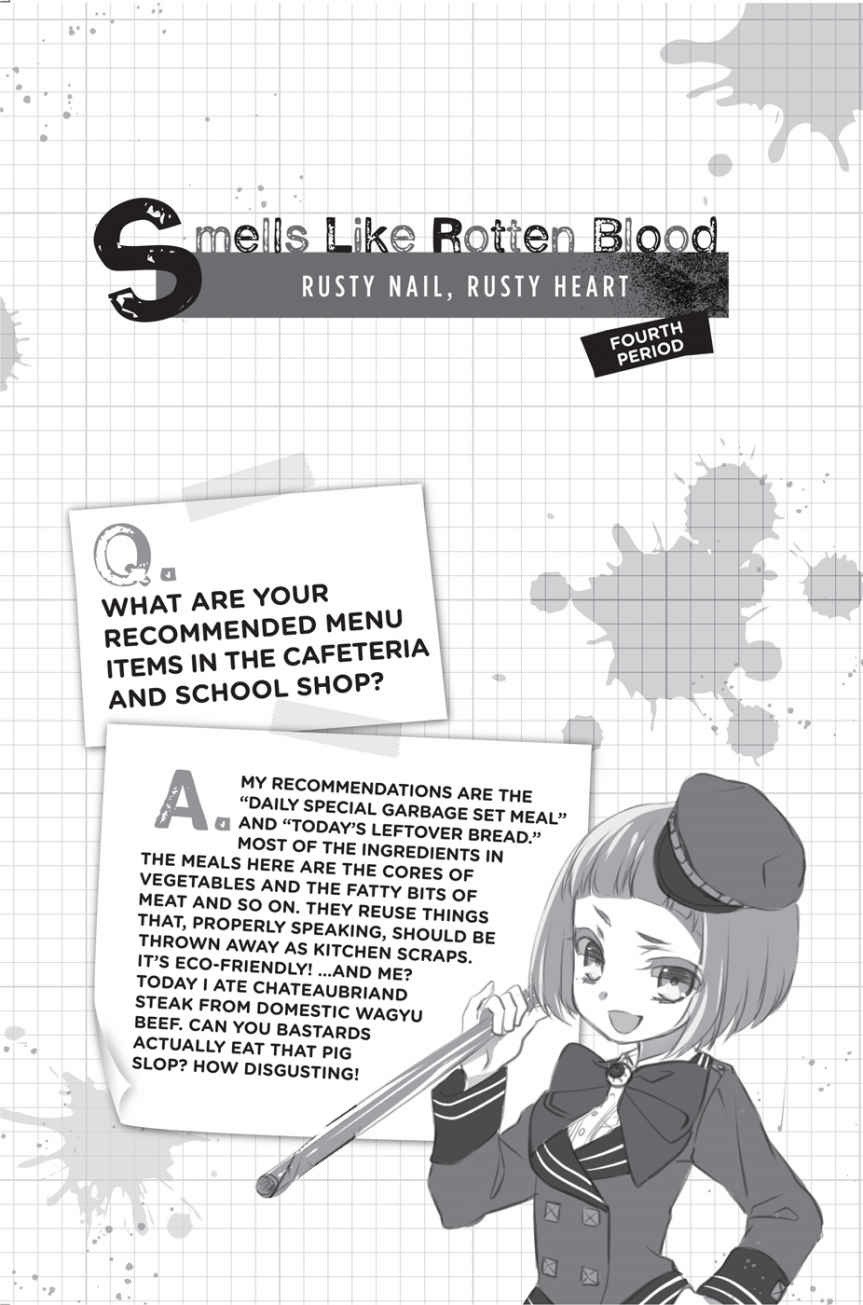 Smells Like Rotten Blood
RUSTY NAIL, RUSTY HEART
FOURTH
PERIOD
Q.
WHAT ARE YOUR
RECOMMENDED MENU
ITEMS IN THE CAFETERIA
AND SCHOOL SHOP?
A.
MY RECOMMENDATIONS ARE THE
“DAILY SPECIAL GARBAGE SET MEAL”
AND “TODAY’S LEFTOVER BREAD.”
MOST OF THE INGREDIENTS IN
THE MEALS HERE ARE THE CORES OF
VEGETABLES AND THE FATTY BITS OF
MEAT AND SO ON. THEY REUSE THINGS
THAT, PROPERLY SPEAKING, SHOULD BE
THROWN AWAY AS KITCHEN SCRAPS.
IT’S ECO-FRIENDLY! ...AND ME?
TODAY I ATE CHATEAUBRIAND
STEAK FROM DOMESTIC WAGYU
BEEF. CAN YOU BASTARDS
ACTUALLY EAT THAT PIG
SLOP? HOW DISGUSTING!